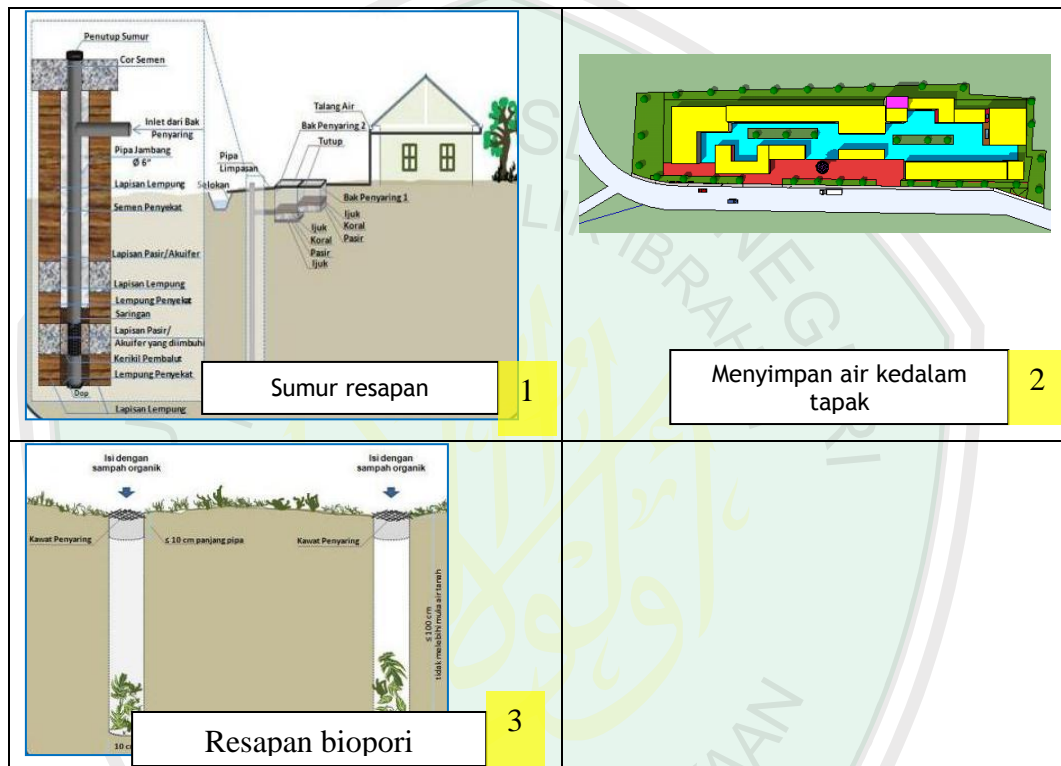 Penutup Sumur
Cor Semen
Inlet dari Bak
Penyaring
Pipa Jambang
Ø 6"
Lapisan Lempung
Semen Penyekat
Lapisan Pasir/Akuifer
Lapisan Lempung
Lempung Penyekat
Saringan
Lapisan Pasir/
Akuifer yang diimbuhi
Kerikil Pembalut
Lempung Penyekat
Dop
Lapisan Lempung
Talang Air
Bak Penyaring 2
Tutup
Pipa
Limpasan
Selokan
Bak Penyaring 1
Ijuk
Koral
Pasir
Ijuk
Koral
Pasir
Ijuk
Sumur resapan
1
Menyimpan air kedalam
tapak
2
Isi dengan
sampah organik
Isi dengan
sampah organik
Kawat Penyaring
≤ 10 cm panjang pipa
Kawat Penyaring
≤ 100 cm
tidak melebihi muka air tanah
10 cm
Resapan biopori
3